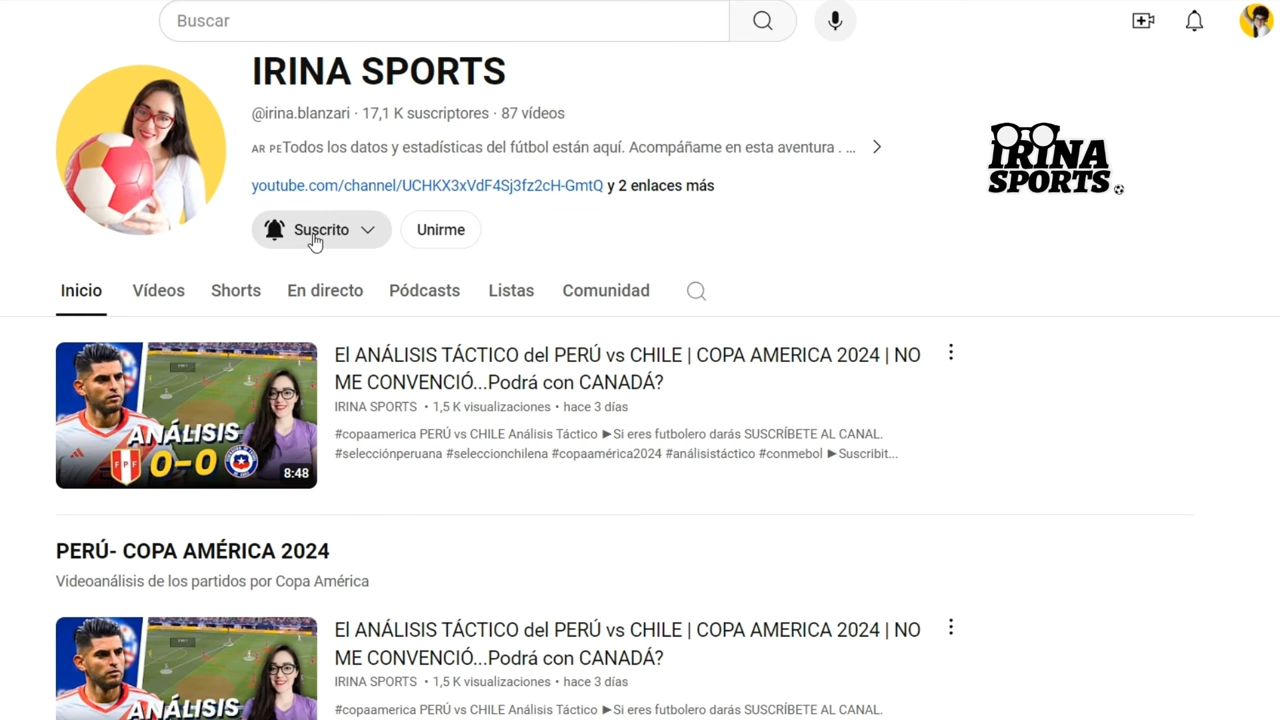 Buscar
IRINA SPORTS
@irina.blanzari · 17,1 K suscriptores · 87 vídeos
AR PETodos los datos y estadísticas del fútbol están aquí. Acompáñame en esta aventura . ...
youtube.com/channel/UCHKX3xVdF4Sj3fz2cH-GmtQ y 2 enlaces más
IRINA
SPORTS
Suscrito
Unirme
Inicio Vídeos Shorts En directo Pódcasts Listas Comunidad
El ANÁLISIS TÁCTICO del PERÚ vs CHILE | COPA AMERICA 2024 | NO
ME CONVENCIÓ...Podrá con CANADÁ?
IRINA SPORTS • 1,5 K visualizaciones • hace 3 días
#copaamerica PERÚ vs CHILE Análisis Táctico ►Si eres futbolero darás SUSCRÍBETE AL CANAL.
#selecciónperuana #seleccionchilena #copaamérica2024 #análisistáctico #conmebol ►Suscribit...
ANÁLISIS
FPF 0-0
8:48
PERÚ- COPA AMÉRICA 2024
Videoanálisis de los partidos por Copa América
El ANÁLISIS TÁCTICO del PERÚ vs CHILE | COPA AMERICA 2024 | NO
ME CONVENCIÓ...Podrá con CANADÁ?
IRINA SPORTS • 1,5 K visualizaciones • hace 3 días
#copaamerica PERÚ vs CHILE Análisis Táctico ►Si eres futbolero darás SUSCRÍBETE AL CANAL.
ANÁLISIS